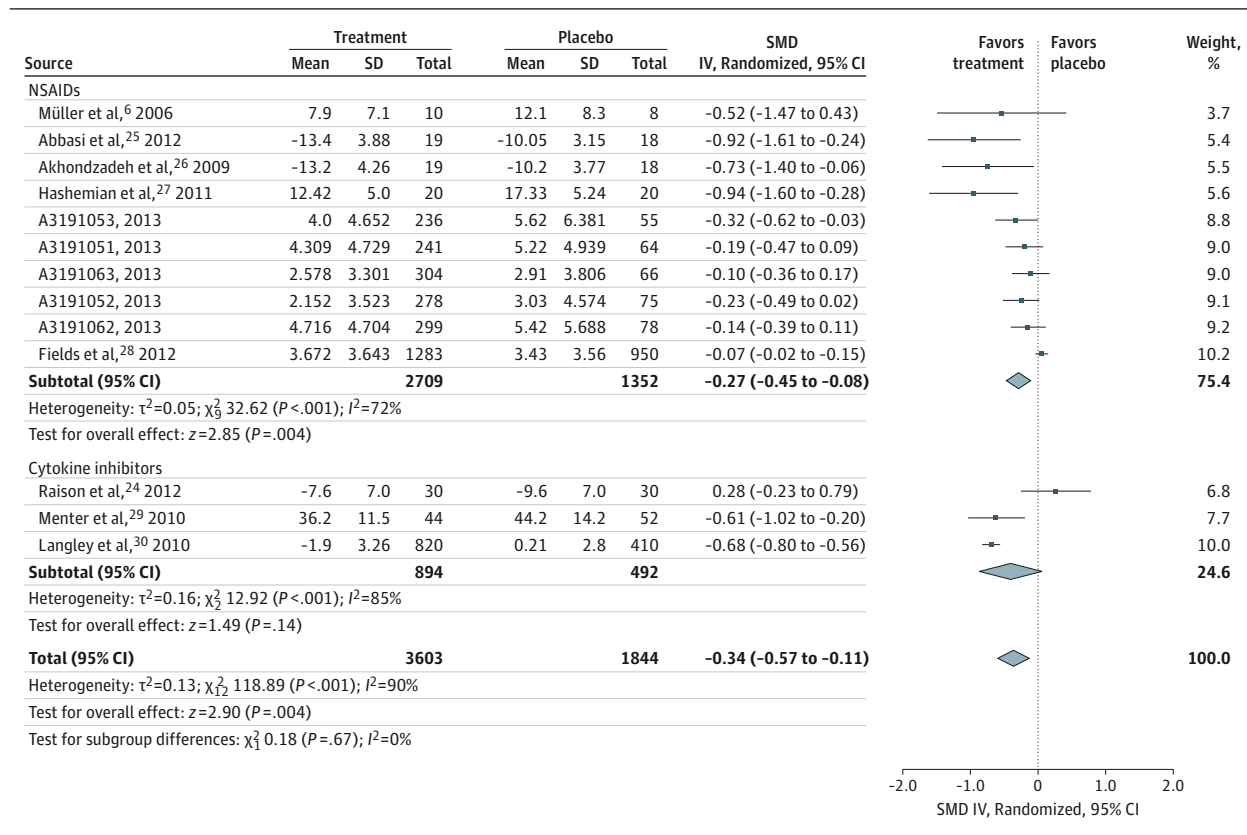 Treatment Placebo SMD Favors Favors Weight,
Source Mean SD Total Mean SD Total IV, Randomized, 95% CI treatment placebo %
NSAIDs
Müller et al,6 2006 7.9 7.1 10 12.1 8.3 8 -0.52 (-1.47 to 0.43) 3.7
Abbasi et al,25 2012 -13.4 3.88 19 -10.05 3.15 18 -0.92 (-1.61 to -0.24) 5.4
Akhondzadeh et al,26 2009 -13.2 4.26 19 -10.2 3.77 18 -0.73 (-1.40 to -0.06) 5.5
Hashemian et al,27 2011 12.42 5.0 20 17.33 5.24 20 -0.94 (-1.60 to -0.28) 5.6
A3191053, 2013 4.0 4.652 236 5.62 6.381 55 -0.32 (-0.62 to -0.03) 8.8
A3191051, 2013 4.309 4.729 241 5.22 4.939 64 -0.19 (-0.47 to 0.09) 9.0
A3191063, 2013 2.578 3.301 304 2.91 3.806 66 -0.10 (-0.36 to 0.17) 9.0
A3191052, 2013 2.152 3.523 278 3.03 4.574 75 -0.23 (-0.49 to 0.02) 9.1
A3191062, 2013 4.716 4.704 299 5.42 5.688 78 -0.14 (-0.39 to 0.11) 9.2
Fields et al,28 2012 3.672 3.643 1283 3.43 3.56 950 -0.07 (-0.02 to -0.15) 10.2
Subtotal (95% CI) 2709 1352 -0.27 (-0.45 to -0.08) 75.4
Heterogeneity: τ2=0.05; χ29 32.62 (P<.001); I2=72%
Test for overall effect: z=2.85 (P=.004)
Cytokine inhibitors
Raison et al,24 2012 -7.6 7.0 30 -9.6 7.0 30 0.28 (-0.23 to 0.79) 6.8
Menter et al,29 2010 36.2 11.5 44 44.2 14.2 52 -0.61 (-1.02 to -0.20) 7.7
Langley et al,30 2010 -1.9 3.26 820 0.21 2.8 410 -0.68 (-0.80 to -0.56) 10.0
Subtotal (95% CI) 894 492 24.6
Heterogeneity: τ2=0.16; χ22 12.92 (P<.001); I2=85%
Test for overall effect: z=1.49 (P=.14)
Total (95% CI) 3603 1844 -0.34 (-0.57 to -0.11) 100.0
Heterogeneity: τ2=0.13; χ212 118.89 (P<.001); I2=90%
Test for overall effect: z=2.90 (P=.004)
Test for subgroup differences: χ21 0.18 (P=.67); I2=0%
-2.0 -1.0 0 1.0 2.0
SMD IV, Randomized, 95% CI